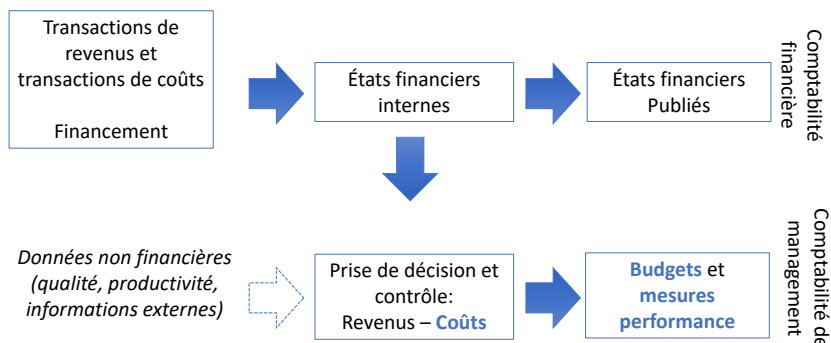 Transactions de
revenus et
transactions de coûts
Financement
États financiers
internes
États financiers
Publiés
Comptabilité
financière
Données non financières
(qualité, productivité,
informations externes)
Prise de décision et
contrôle:
Revenus – Coûts
Budgets et
mesures
performance
Comptabilité de
management